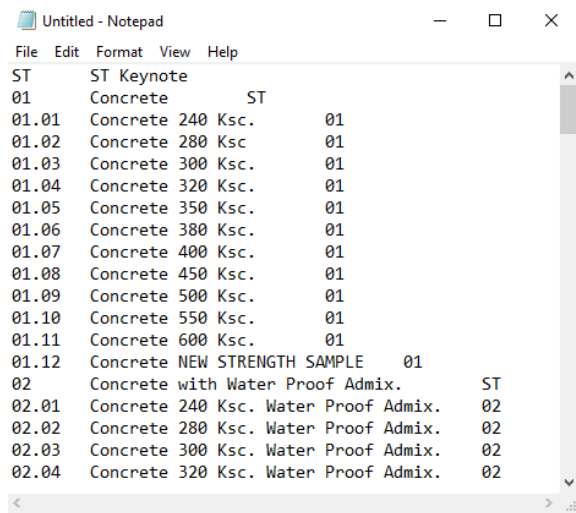 Untitled - Notepad
File Edit Format View Help
ST ST Keynote
01 Concrete ST
01.01 Concrete 240 Ksc. 01
01.02 Concrete 280 Ksc 01
01.03 Concrete 300 Ksc. 01
01.04 Concrete 320 Ksc. 01
01.05 Concrete 350 Ksc. 01
01.06 Concrete 380 Ksc. 01
01.07 Concrete 400 Ksc. 01
01.08 Concrete 450 Ksc. 01
01.09 Concrete 500 Ksc. 01
01.10 Concrete 550 Ksc. 01
01.11 Concrete 600 Ksc. 01
01.12 Concrete NEW STRENGTH SAMPLE 01
02 Concrete with Water Proof Admix. ST
02.01 Concrete 240 Ksc. Water Proof Admix. 02
02.02 Concrete 280 Ksc. Water Proof Admix. 02
02.03 Concrete 300 Ksc. Water Proof Admix. 02
02.04 Concrete 320 Ksc. Water Proof Admix. 02